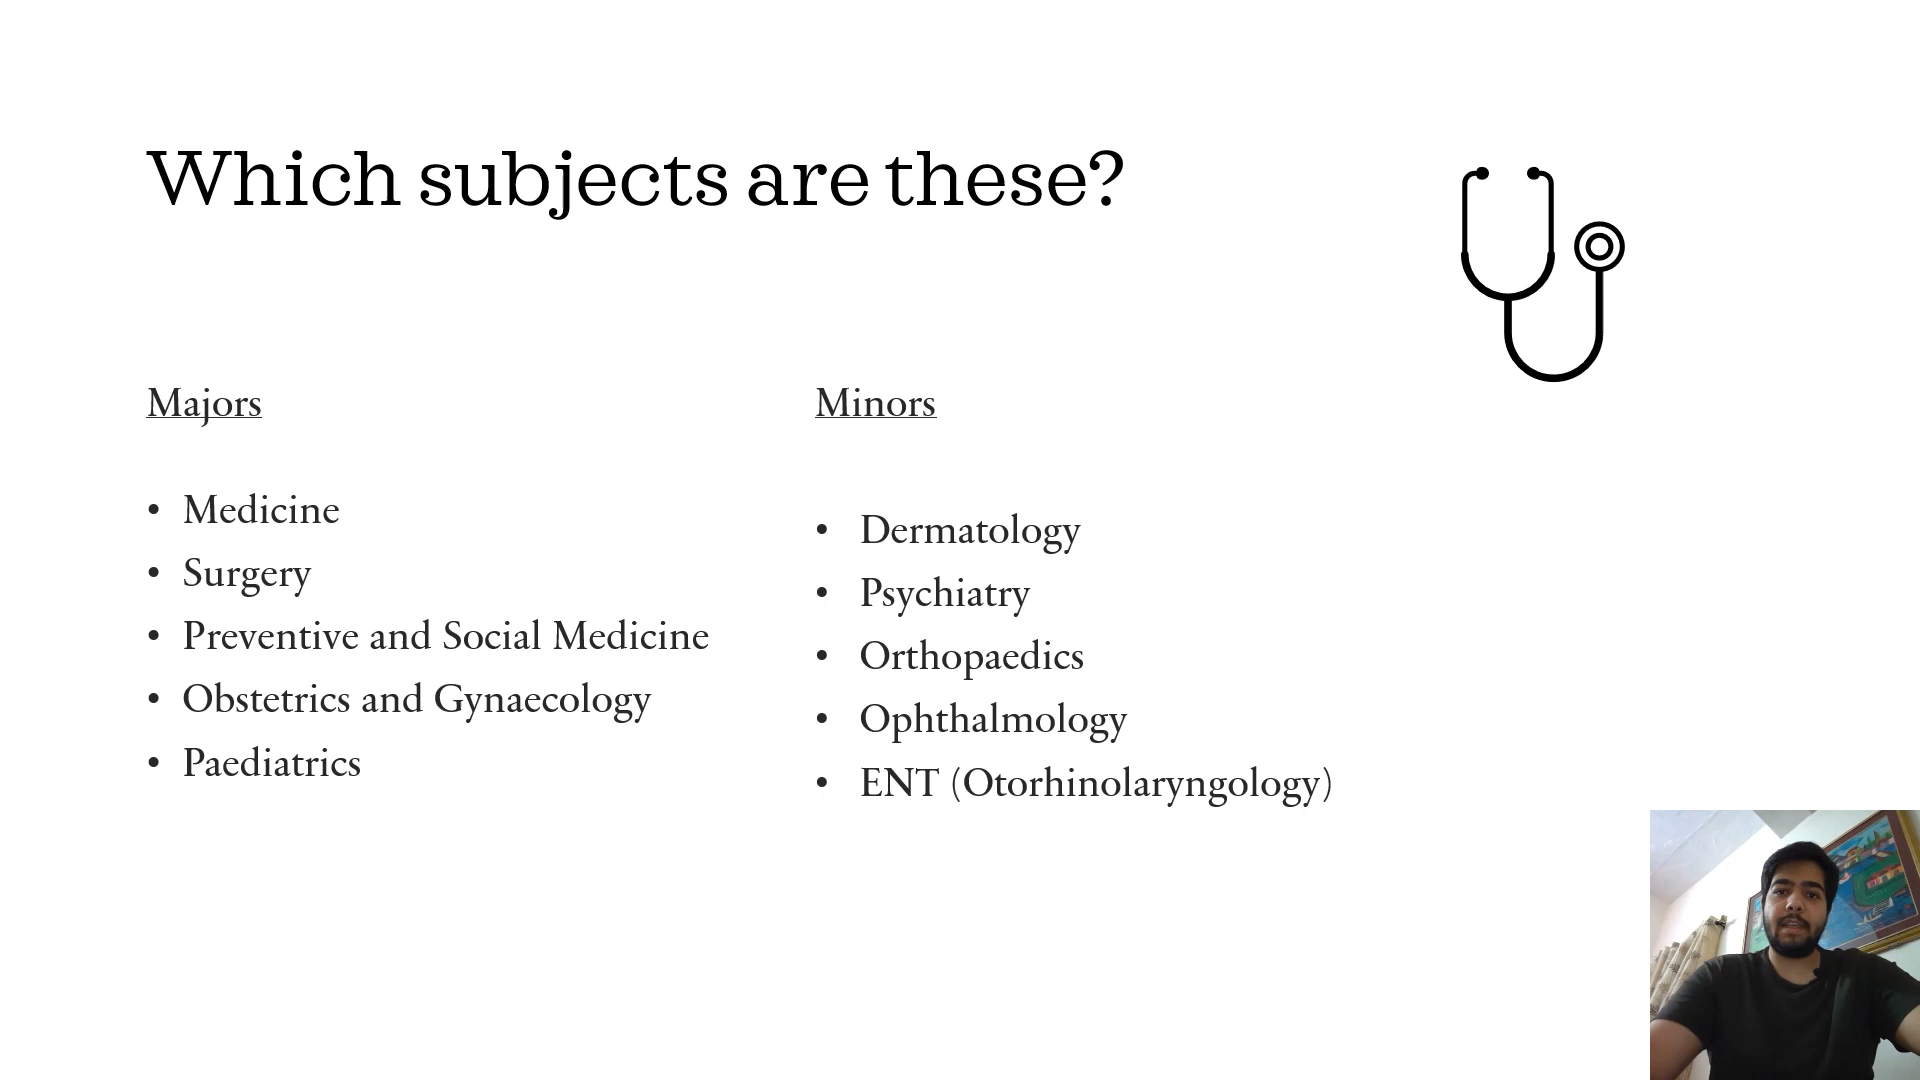 Which subjects are these?
Majors
• Medicine
• Surgery
• Preventive and Social Medicine
• Obstetrics and Gynaecology
• Paediatrics
Minors
• Dermatology
• Psychiatry
• Orthopaedics
• Ophthalmology
• ENT (Otorhinolaryngology)